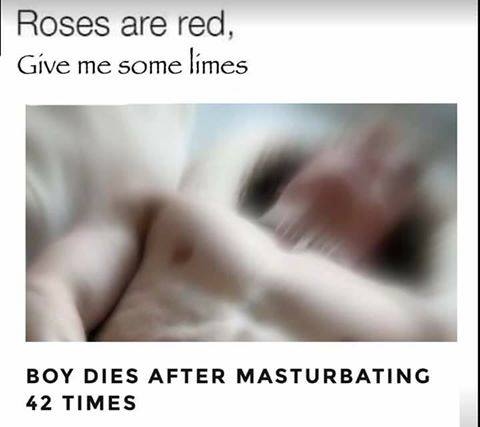 Roses are red,
Give me some limes
BOY DIES AFTER MASTURBATING
42 TIMES